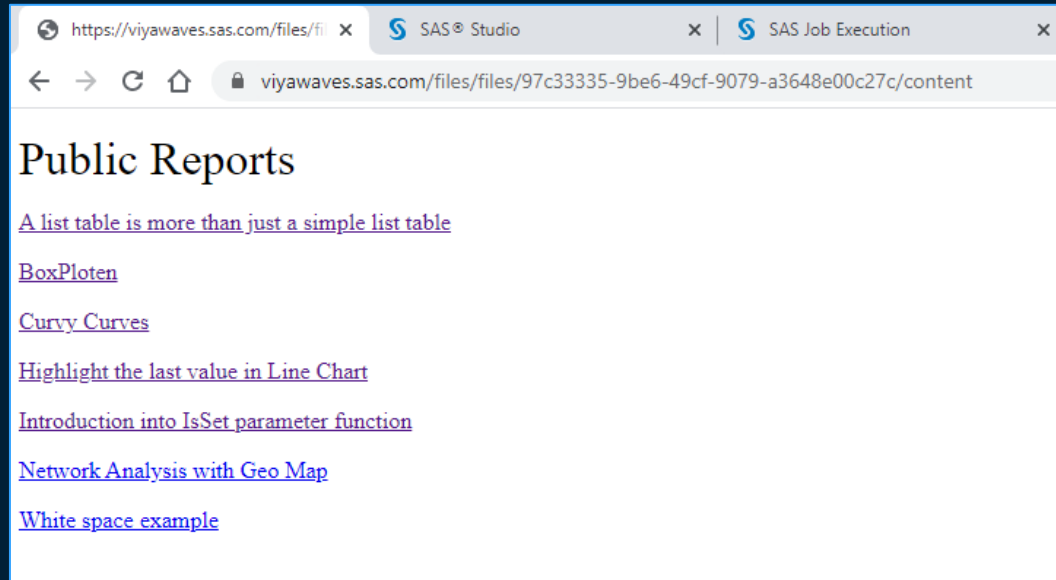 https://viyawaves.sas.com/files/fi
SAS® Studio
SAS Job Execution
viyawaves.sas.com/files/files/97c33335-9be6-49cf-9079-a3648e00c27c/content
Public Reports
A list table is more than just a simple list table
BoxPloten
Curvy Curves
Highlight the last value in Line Chart
Introduction into IsSet parameter function
Network Analysis with Geo Map
White space example